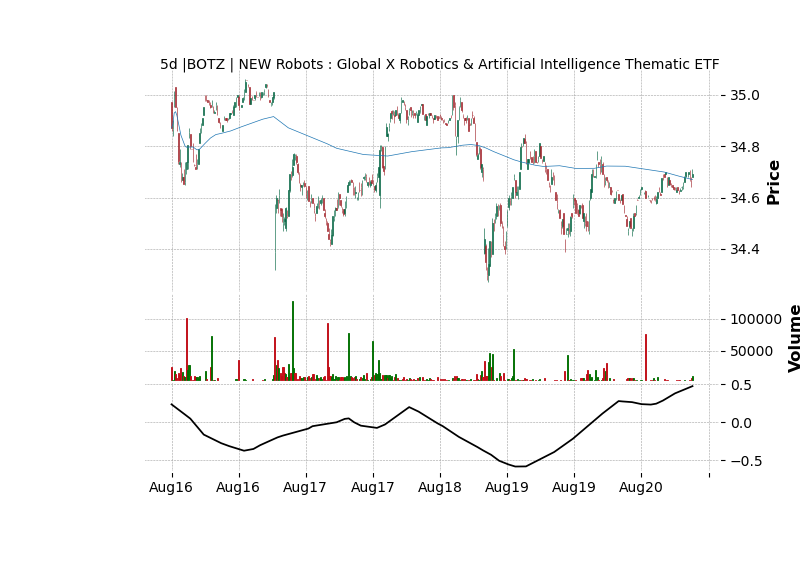 5d |BOTZ | NEW Robots : Global X Robotics & Artificial Intelligence Thematic ETF
35.0
34.8
34.6
34.4
Price
100000
50000
Volume
0.5
0.0
−0.5
Aug16 Aug16 Aug17 Aug17 Aug18 Aug19 Aug19 Aug20